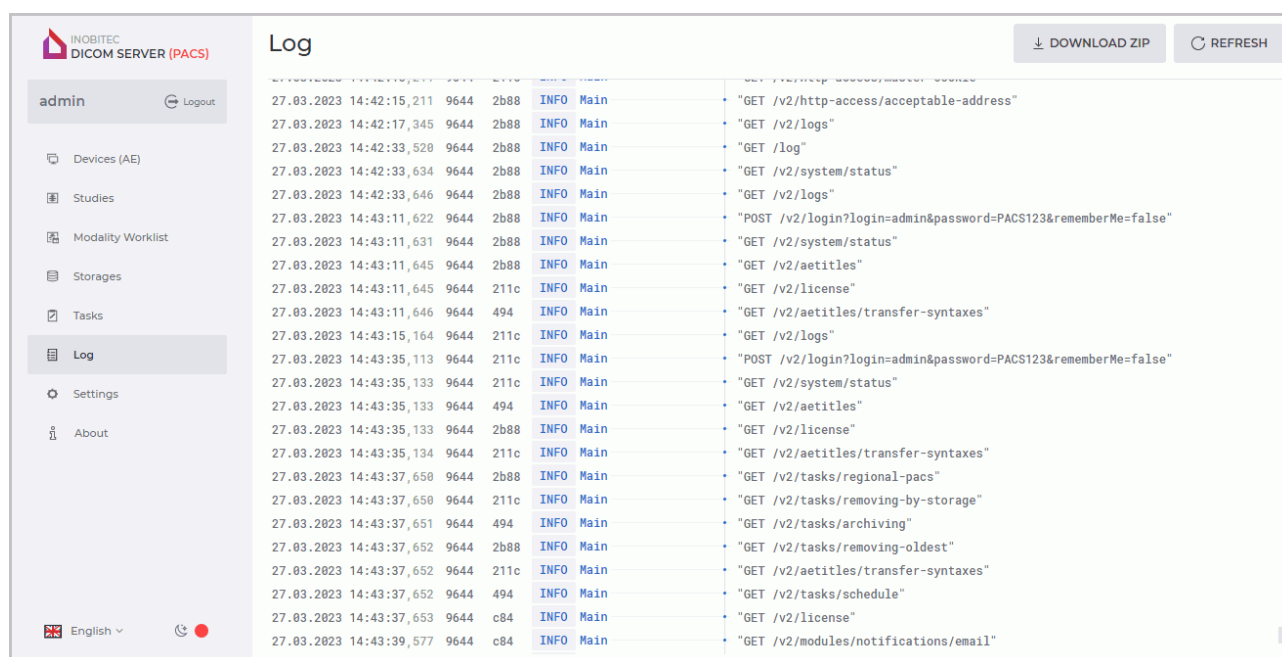 INOBITEC
DICOM SERVER (PACS)
admin
Logout
Devices (AE)
Studies
Modality Worklist
Storages
Tasks
Log
Settings
About
English
Log
DOWNLOAD ZIP
REFRESH
27.03.2023 14:42:15,211 9644 2b88 INFO Main "GET /v2/http-access/acceptable-address"
27.03.2023 14:42:17,345 9644 2b88 INFO Main "GET /v2/logs"
27.03.2023 14:42:33,520 9644 2b88 INFO Main "GET /log"
27.03.2023 14:42:33,634 9644 2b88 INFO Main "GET /v2/system/status"
27.03.2023 14:42:33,646 9644 2b88 INFO Main "GET /v2/logs"
27.03.2023 14:43:11,622 9644 2b88 INFO Main "POST /v2/login?login=admin&password=PACS123&rememberMe=false"
27.03.2023 14:43:11,631 9644 2b88 INFO Main "GET /v2/system/status"
27.03.2023 14:43:11,645 9644 2b88 INFO Main "GET /v2/aetitles"
27.03.2023 14:43:11,645 9644 211c INFO Main "GET /v2/license"
27.03.2023 14:43:11,646 9644 494 INFO Main "GET /v2/aetitles/transfer-syntaxes"
27.03.2023 14:43:15,164 9644 211c INFO Main "GET /v2/logs"
27.03.2023 14:43:35,113 9644 211c INFO Main "POST /v2/login?login=admin&password=PACS123&rememberMe=false"
27.03.2023 14:43:35,133 9644 211c INFO Main "GET /v2/system/status"
27.03.2023 14:43:35,133 9644 494 INFO Main "GET /v2/aetitles"
27.03.2023 14:43:35,133 9644 2b88 INFO Main "GET /v2/license"
27.03.2023 14:43:35,134 9644 211c INFO Main "GET /v2/aetitles/transfer-syntaxes"
27.03.2023 14:43:37,650 9644 2b88 INFO Main "GET /v2/tasks/regional-pacs"
27.03.2023 14:43:37,650 9644 211c INFO Main "GET /v2/tasks/removing-by-storage"
27.03.2023 14:43:37,651 9644 494 INFO Main "GET /v2/tasks/archiving"
27.03.2023 14:43:37,652 9644 2b88 INFO Main "GET /v2/tasks/removing-oldest"
27.03.2023 14:43:37,652 9644 211c INFO Main "GET /v2/aetitles/transfer-syntaxes"
27.03.2023 14:43:37,652 9644 494 INFO Main "GET /v2/tasks/schedule"
27.03.2023 14:43:37,653 9644 c84 INFO Main "GET /v2/license"
27.03.2023 14:43:39,577 9644 c84 INFO Main "GET /v2/modules/notifications/email"